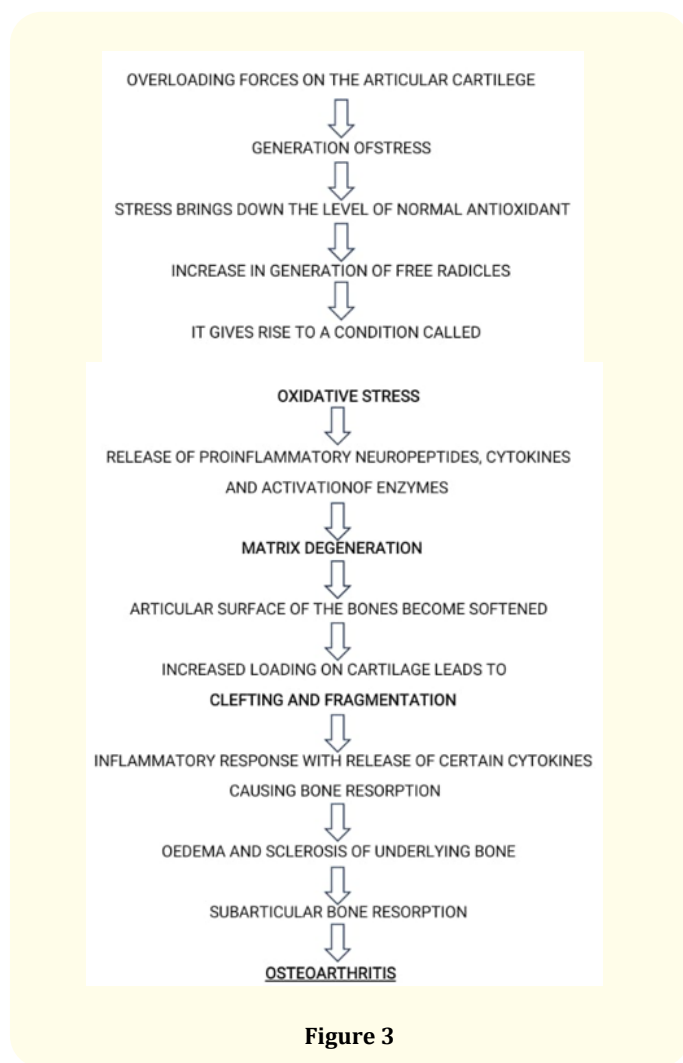 OVERLOADING FORCES ON THE ARTICULAR CARTILEGE
GENERATION OFSTRESS
STRESS BRINGS DOWN THE LEVEL OF NORMAL ANTIOXIDANT
INCREASE IN GENERATION OF FREE RADICLES
IT GIVES RISE TO A CONDITION CALLED
OXIDATIVE STRESS
RELEASE OF PROINFLAMMATORY NEUROPEPTIDES, CYTOKINES
AND ACTIVATIONOF ENZYMES
MATRIX DEGENERATION
ARTICULAR SURFACE OF THE BONES BECOME SOFTENED
INCREASED LOADING ON CARTILAGE LEADS TO
CLEFTING AND FRAGMENTATION
INFLAMMATORY RESPONSE WITH RELEASE OF CERTAIN CYTOKINES
CAUSING BONE RESORPTION
OEDEMA AND SCLEROSIS OF UNDERLYING BONE
SUBARTICULAR BONE RESORPTION
OSTEOARTHRITIS
Figure 3